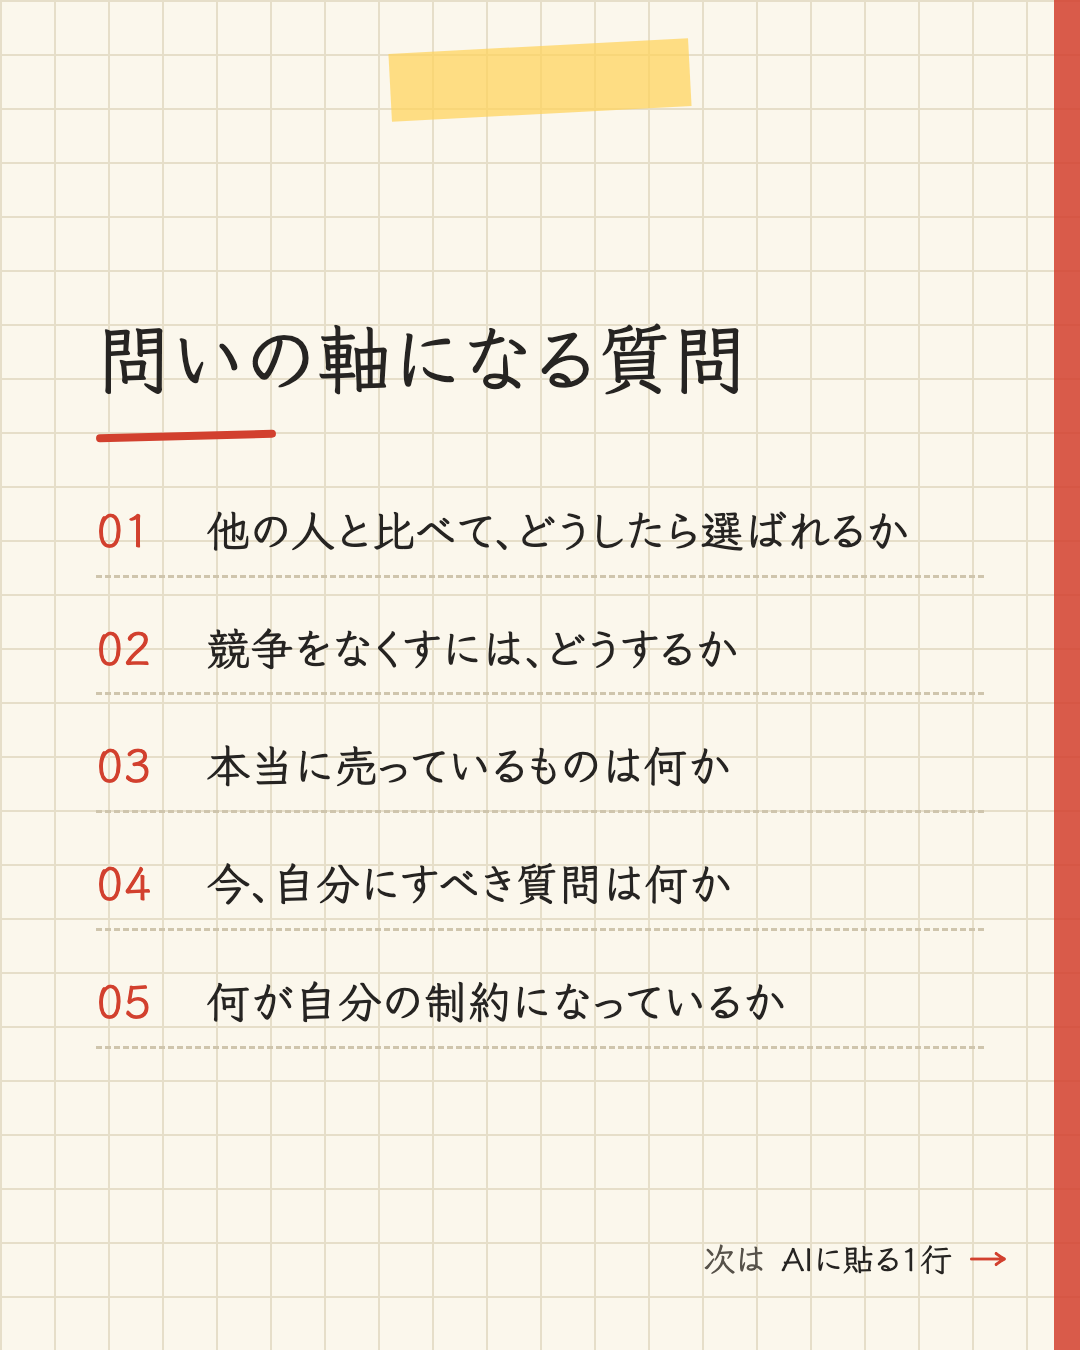 問いの軸になる質問
01 他の人と比べて、どうしたら選ばれるか
02 競争をなくすには、どうするか
03 本当に売っているものは何か
04 今、自分にすべき質問は何か
05 何が自分の制約になっているか
次は AIに貼る1行 →